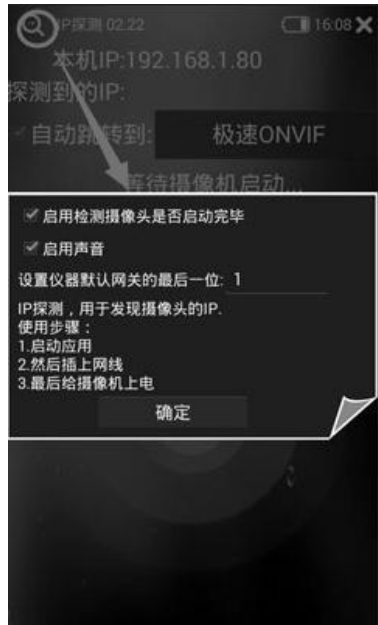 IP探测 02.22 16:08
本机IP:192.168.1.80
探测到的IP:
自动跳转到: 极速ONVIF
等待摄像机启动...
启用检测摄像头是否启动完毕
启用声音
设置仪器默认网关的最后一位: 1
IP探测，用于发现摄像头的IP.
使用步骤：
1.启动应用
2.然后插上网线
3.最后给摄像机上电
确定